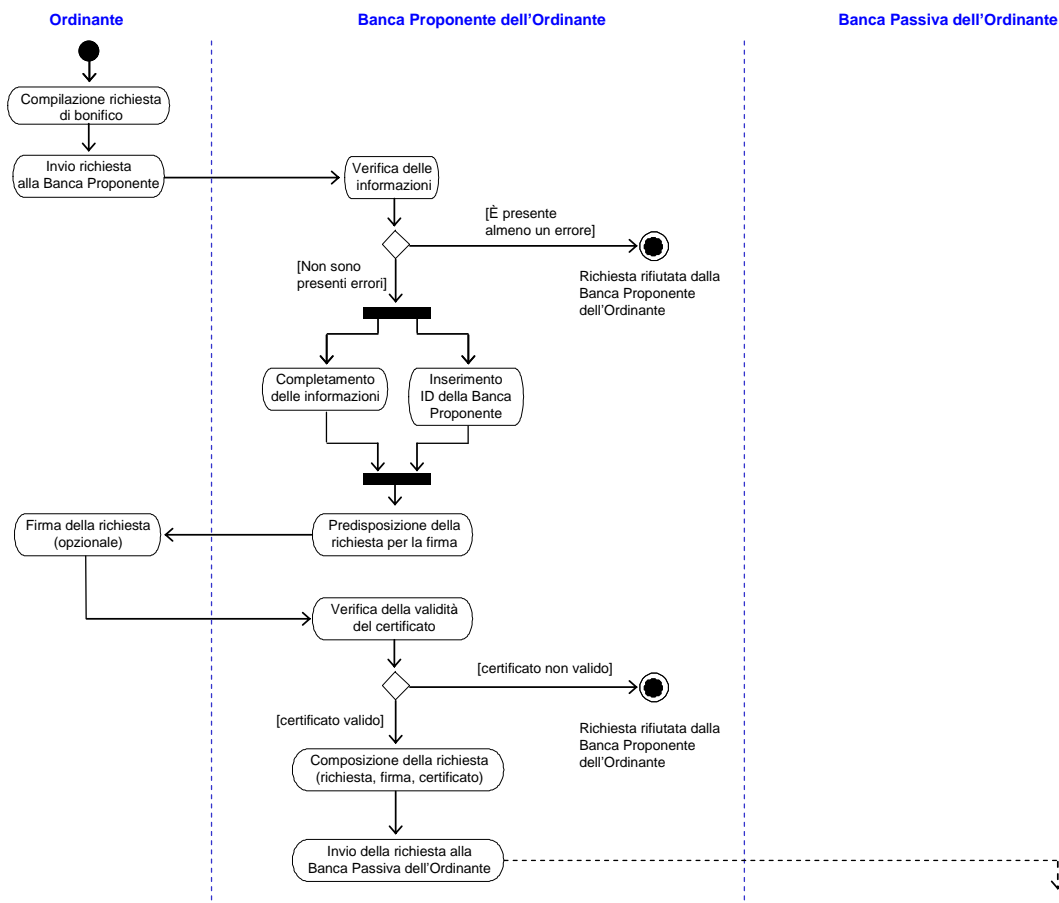 Ordinante
Banca Proponente dell'Ordinante
Banca Passiva dell'Ordinante
Compilazione richiesta
di bonifico
Invio richiesta
alla Banca Proponente
Verifica delle
informazioni
[È presente
almeno un errore]
[Non sono
presenti errori]
Richiesta rifiutata dalla
Banca Proponente
dell'Ordinante
Completamento
delle informazioni
Inserimento
ID della Banca
Proponente
Firma della richiesta
(opzionale)
Predisposizione della
richiesta per la firma
Verifica della validità
del certificato
[certificato non valido]
[certificato valido]
Richiesta rifiutata dalla
Banca Proponente
dell'Ordinante
Composizione della richiesta
(richiesta, firma, certificato)
Invio della richiesta alla
Banca Passiva dell'Ordinante